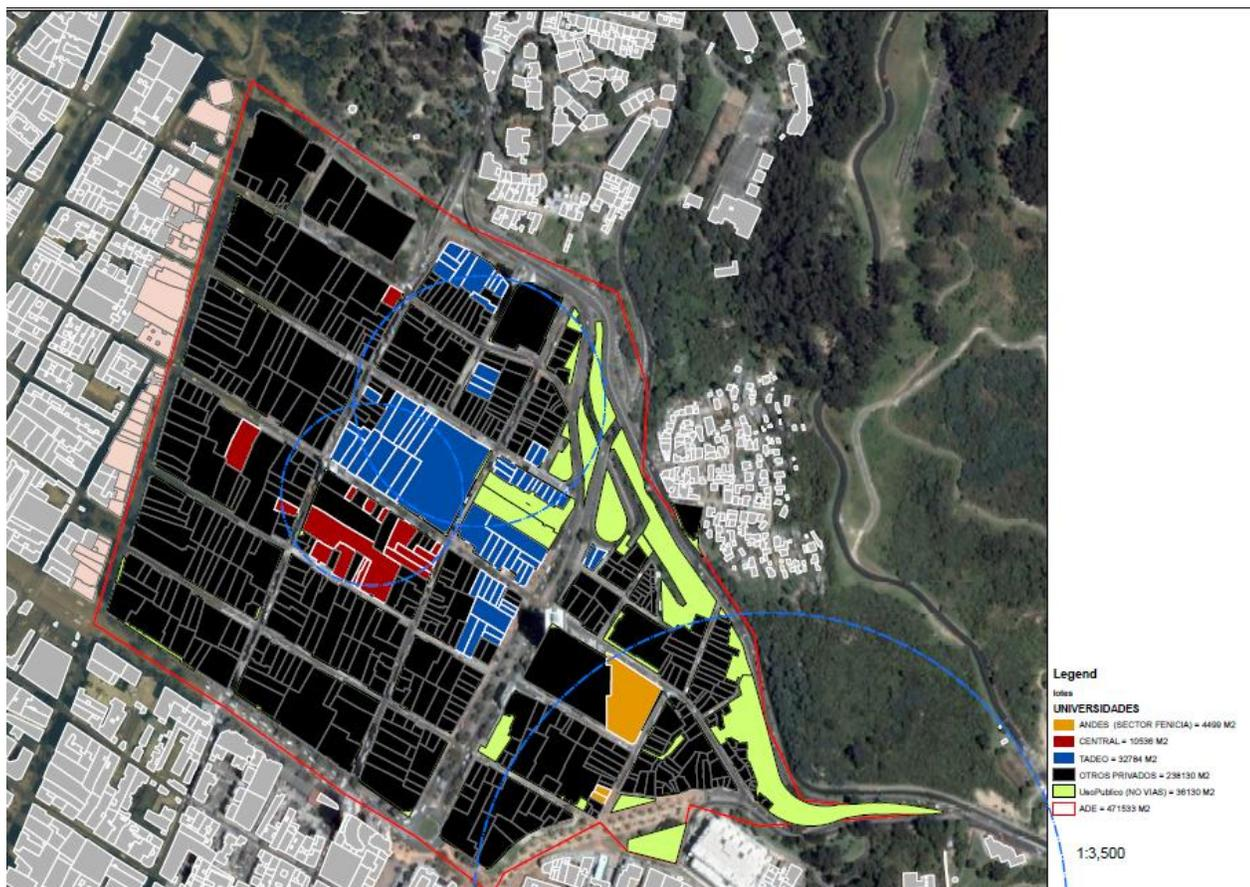 Legend
lotes
UNIVERSIDADES
ANDES (SECTOR FENICIA) = 4499 M2
CENTRAL = 10536 M2
TADEO = 32784 M2
OTROS PRIVADOS = 238130 M2
UsoPublico (NO VIAS) = 36130 M2
ADE = 471533 M2
1:3,500